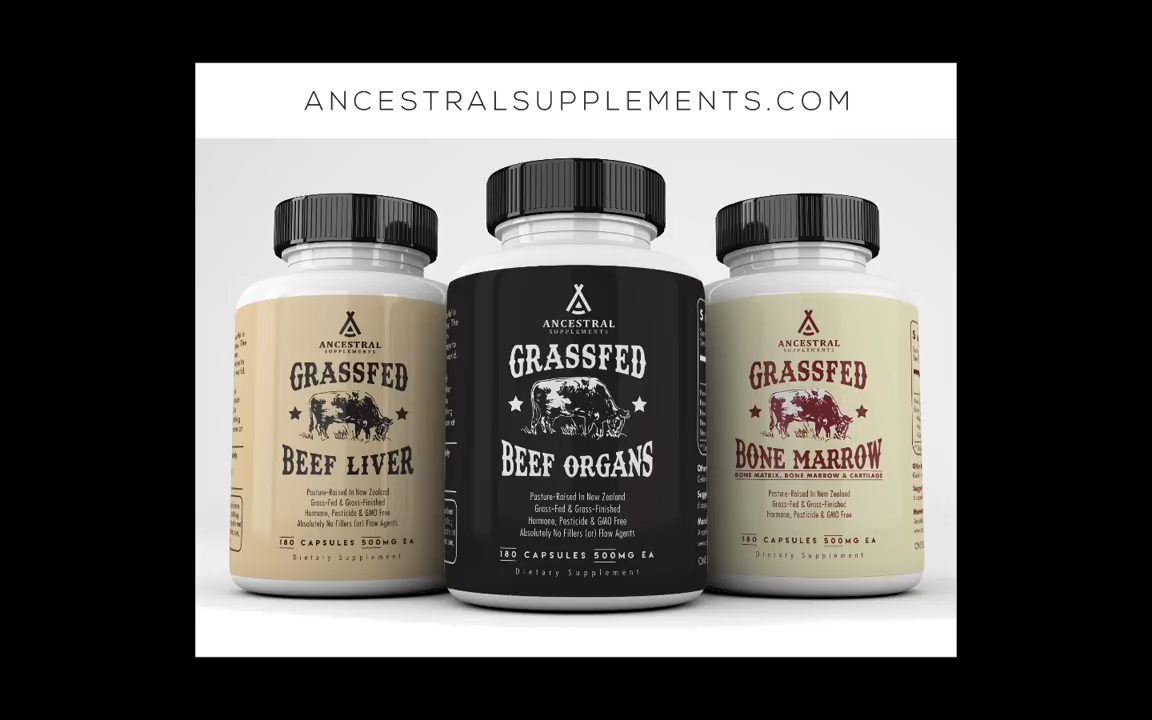 ANCESTRALSUPPLEMENTS.COM
ANCESTRAL
SUPPLEMENTS
GRASSFED
BEEF LIVER
Pasture-Raised In New Zealand
Grass-Fed & Grass-Finished
Hormone, Pesticide & GMO Free
Absolutely No Fillers (or) Flow Agents
180 CAPSULES 500MG EA
Dietary Supplement
ANCESTRAL
SUPPLEMENTS
GRASSFED
BEEF ORGANS
Pasture-Raised In New Zealand
Grass-Fed & Grass-Finished
Hormone, Pesticide & GMO Free
Absolutely No Fillers (or) Flow Agents
180 CAPSULES 500MG EA
Dietary Supplement
ANCESTRAL
SUPPLEMENTS
GRASSFED
BONE MARROW
BONE MATRIX, BONE MARROW & CARTILAGE
Pasture-Raised In New Zealand
Grass-Fed & Grass-Finished
Hormone, Pesticide & GMO Free
180 CAPSULES 500MG EA
Dietary Supplement